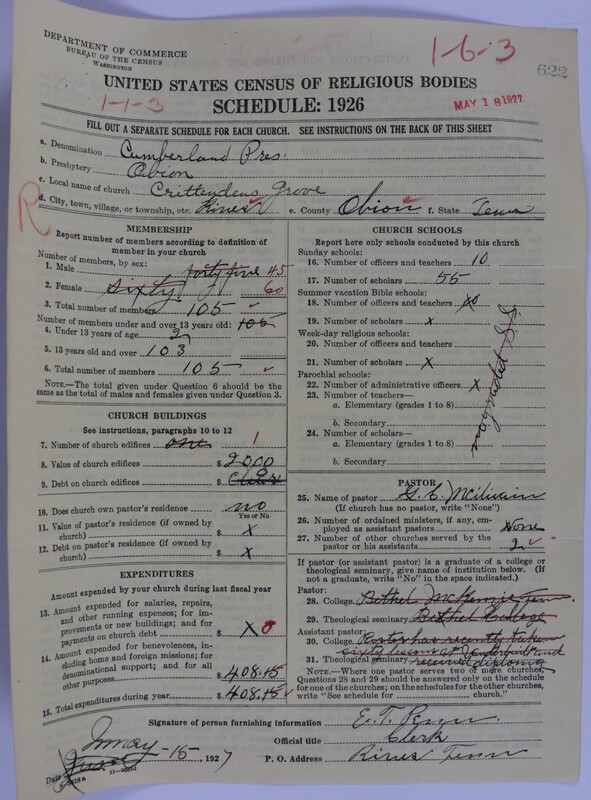 DEPARTMENT OF COMMERCE
BUREAU OF THE CENSUS
WASHINGTON
1-6-3
622
UNITED STATES CENSUS OF RELIGIOUS BODIES
1-1-3
SCHEDULE: 1926
MAY 18 1927
FILL OUT A SEPARATE SCHEDULE FOR EACH CHURCH. SEE INSTRUCTIONS ON THE BACK OF THIS SHEET
a. Denomination Cumberland Pres.
b. Presbytery Obion
c. Local name of church Crittendens Grove
R
d. City, town, village, or township, etc. Rives e. County Obion f. State Tenn
MEMBERSHIP
Report number of members according to definition of
member in your church
Number of members, by sex:
1. Male forty five 45
2. Female sixty 60
3. Total number of members 105
Number of members under and over 13 years old: 105
4. Under 13 years of age 2
5. 13 years old and over 103
6. Total number of members 105
NOTE.—The total given under Question 6 should be
same as the total of males and females given under Question 3.
CHURCH BUILDINGS
See instructions, paragraphs 10 to 12
7. Number of church edifices one 1
8. Value of church edifices $ 2000
9. Debt on church edifices $
10. Does church own pastor's residence no
Yes or No
11. Value of pastor's residence (if owned by
church) $ X
12. Debt on pastor's residence (if owned by
church) $ X
EXPENDITURES
Amount expended by your church during last fiscal year
13. Amount expended for salaries, repairs,
and other running expenses; for im-
provements or new buildings; and for
payments on church debt $ X 0
14. Amount expended for benevolences, in-
cluding home and foreign missions; for
denominational support; and for all
other purposes $ 408.15
15. Total expenditures during year $ 408.15
CHURCH SCHOOLS
Report here only schools conducted by this church
Sunday schools:
16. Number of officers and teachers 10
17. Number of scholars 55
Summer vacation Bible schools:
18. Number of officers and teachers
19. Number of scholars x
Week-day religious schools:
20. Number of officers and teachers
21. Number of scholars X
Parochial schools:
22. Number of administrative officers X
23. Number of teachers—
a. Elementary (grades 1 to 8)
b. Secondary
24. Number of scholars—
a. Elementary (grades 1 to 8)
b. Secondary
no graded S.S.
PASTOR
25. Name of pastor
(If church has no pastor, write "None")
26. Number of ordained ministers, if any, em-
ployed as assistant pastors None
27. Number of other churches served by the
pastor or his assistants 2
If pastor (or assistant pastor) is a graduate of a college or
theological seminary, give name of institution below. (If
not a graduate, write "No" in the space indicated.)
Pastor:
28. College Bethel McKenzie Tenn
29. Theological seminary Bethel College
Assistant pastor:
30. College Pastor has recently taken
31. Theological seminary received diploma
NOTE.—Where one pastor serves two or more churches,
Questions 28 and 29 should be answered only on the schedule
for one of the churches; on the schedules for the other churches,
write "See schedule for church."
Signature of person furnishing information E. T.
Official title Clerk
Date May -15, 1927 P. O. Address Rives Tenn